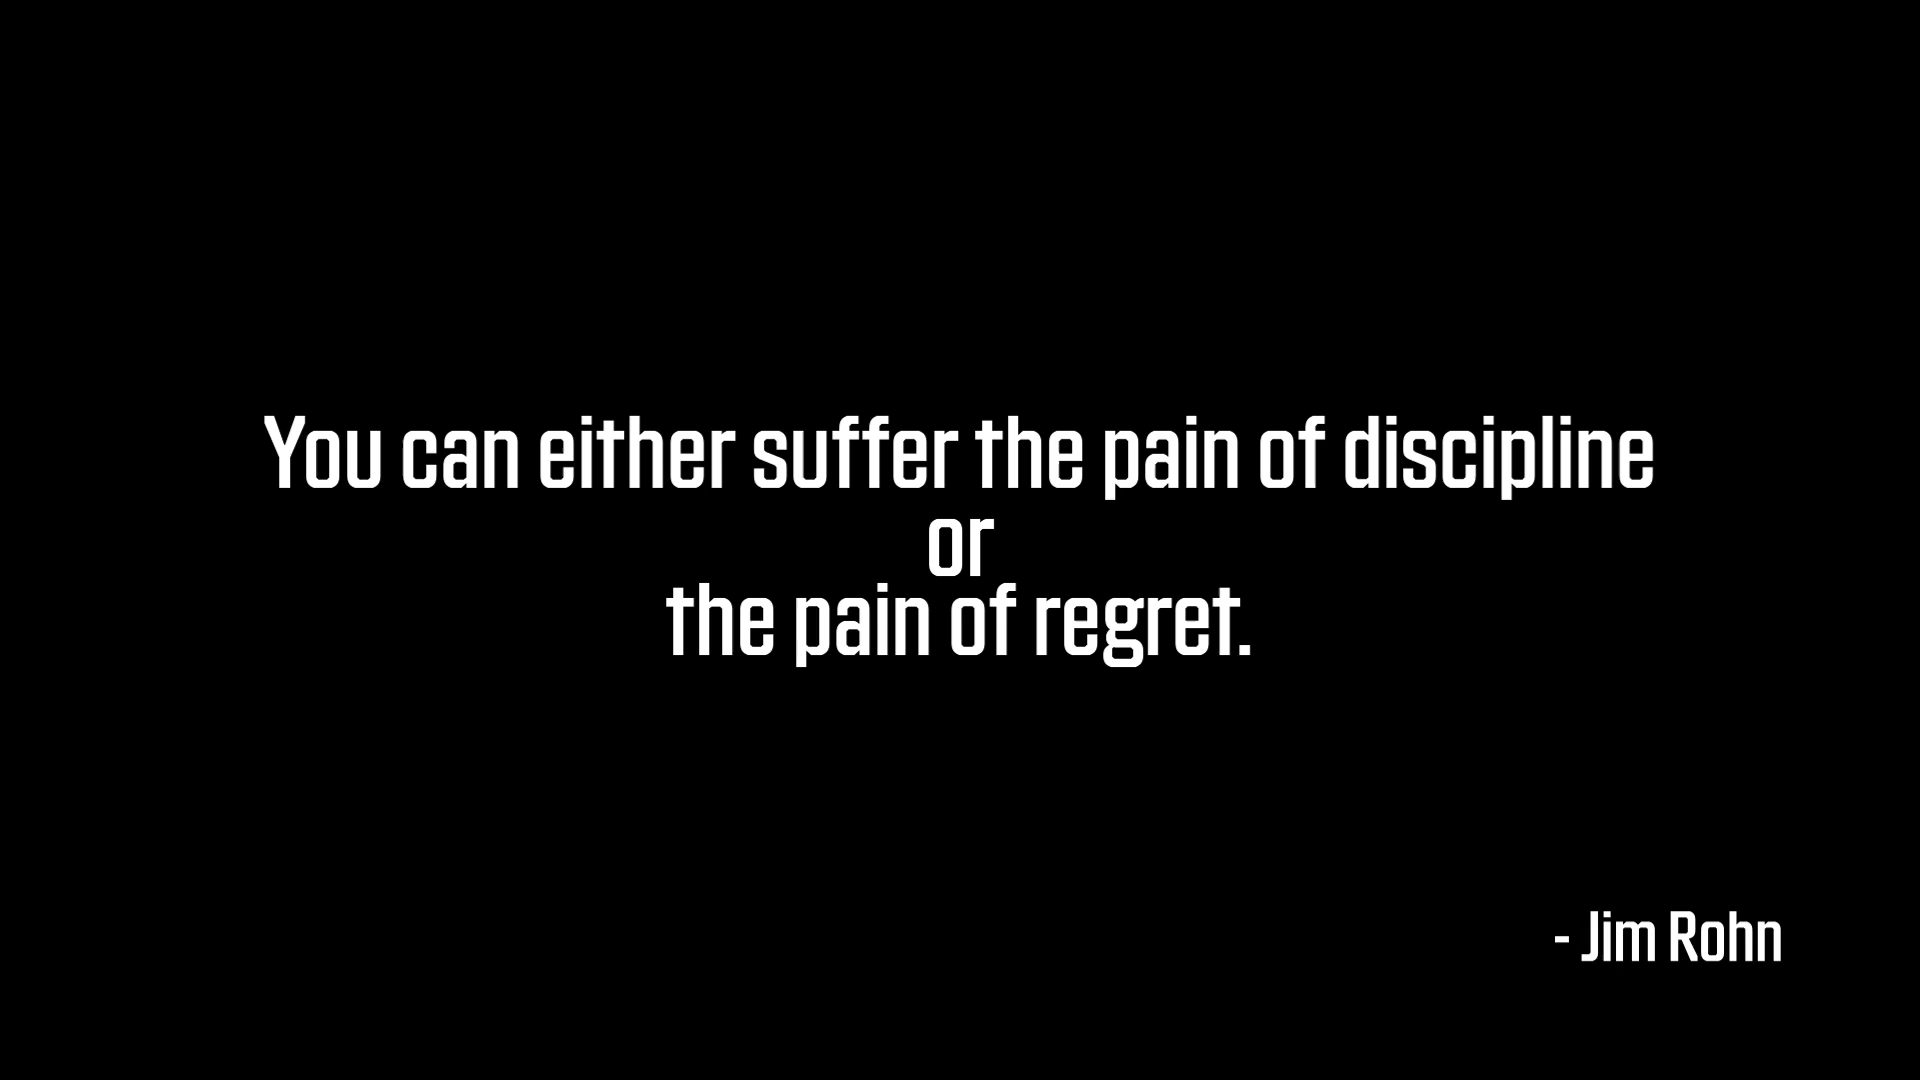 You can either suffer the pain of discipline
or
the pain of regret.
- Jim Rohn